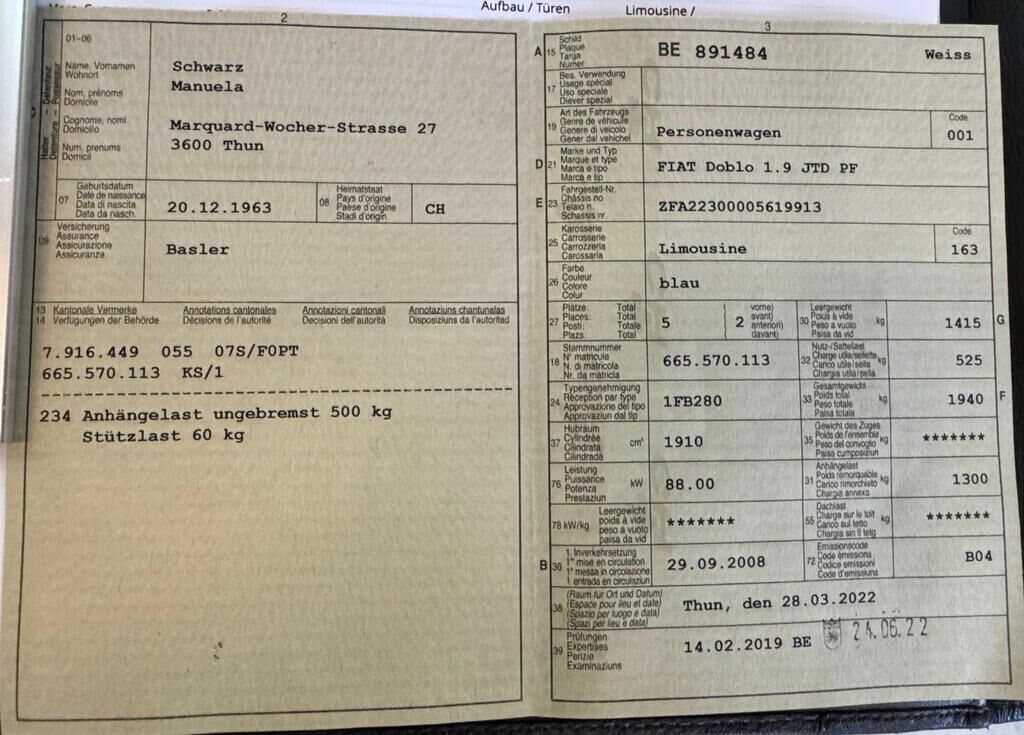 Aufbau / Türen
Limousine /
2
01-06
Halter – Détenteur
Detentore – Possessur
Name, Vornamen
Wohnort
Nom, prénoms
Domicile
Cognome, nomi
Domicilio
Num, prenums
Domicil
Schwarz
Manuela
Marquard-Wocher-Strasse 27
3600 Thun
07
Geburtsdatum
Date de naissance
Data di nascita
Data da nasch.
20.12.1963
08
Heimatstaat
Pays d'origine
Paese d'origine
Stadi d'origin
CH
09
Versicherung
Assurance
Assicurazione
Assicuranza
Basler
13 Kantonale Vermerke
14 Verfügungen der Behörde
Annotations cantonales
Décisions de l'autorité
Annotazioni cantonali
Decisioni dell'autorità
Annotaziuns chantunalas
Disposiziuns da l'autoritad
7.916.449 055 07S/F0PT
665.570.113 KS/1
234 Anhängelast ungebremst 500 kg
Stützlast 60 kg
3
A 15
Schild
Plaque
Targa
Numer
BE 891484 Weiss
17
Bes. Verwendung
Usage spécial
Uso speciale
Diever spezial
19
Art des Fahrzeugs
Genre de véhicule
Genere di veicolo
Gener dal vehichel
Personenwagen
Code
001
D 21
Marke und Typ
Marque et type
Marca e tipo
Marca e tip
FIAT Doblo 1.9 JTD PF
E 23
Fahrgestell-Nr.
Châssis no
Telaio n.
Schassis nr.
ZFA22300005619913
25
Karosserie
Carrosserie
Carrozzeria
Carossaria
Limousine
Code
163
26
Farbe
Couleur
Colore
Colur
blau
27
Plätze: Total
Places: Total
Posti: Totale
Plazs: Total
5
2
vorne)
avant)
anteriori)
davant)
30
Leergewicht
Poids à vide
Peso a vuoto
Paisa da vid
kg
1415
G
18
Stammnummer
N° matricule
N. di matricola
Nr. da matricla
665.570.113
32
Nutz-/Sattellast
Charge utile/sellette
Carico utile/sella
Chargia utila/sella
kg
525
24
Typengenehmigung
Réception par type
Approvazione del tipo
Approvaziun dal tip
1FB280
33
Gesamtgewicht
Poids total
Peso totale
Paisa totala
kg
1940
F
37
Hubraum
Cylindrée
Cilindrata
Cilindrada
cm³
1910
35
Gewicht des Zuges
Poids de l'ensemble
Peso del convoglio
Paisa cumposiziun
kg
*******
76
Leistung
Puissance
Potenza
Prestaziun
kW
88.00
31
Anhängelast
Poids remorquable
Carico rimorchiato
Chargia annexa
kg
1300
78 kW/kg
Leergewicht
poids à vide
peso a vuoto
paisa da vid
*******
55
Dachlast
Charge sur le toit
Carico sul tetto
Chargia sin il tetg
kg
*******
B 36
1. Inverkehrsetzung
1re mise en circulation
1a messa in circolazione
1 entrada en circulaziun
29.09.2008
72
Emissionscode
Code émissions
Codice emissioni
Code d'emissiuns
B04
38
(Raum für Ort und Datum)
(Espace pour lieu et date)
(Spazio per luogo e data)
(Spazi per lieu e data)
Thun, den 28.03.2022
39
Prüfungen
Expertises
Perizie
Examinaziuns
14.02.2019 BE
24.06.22